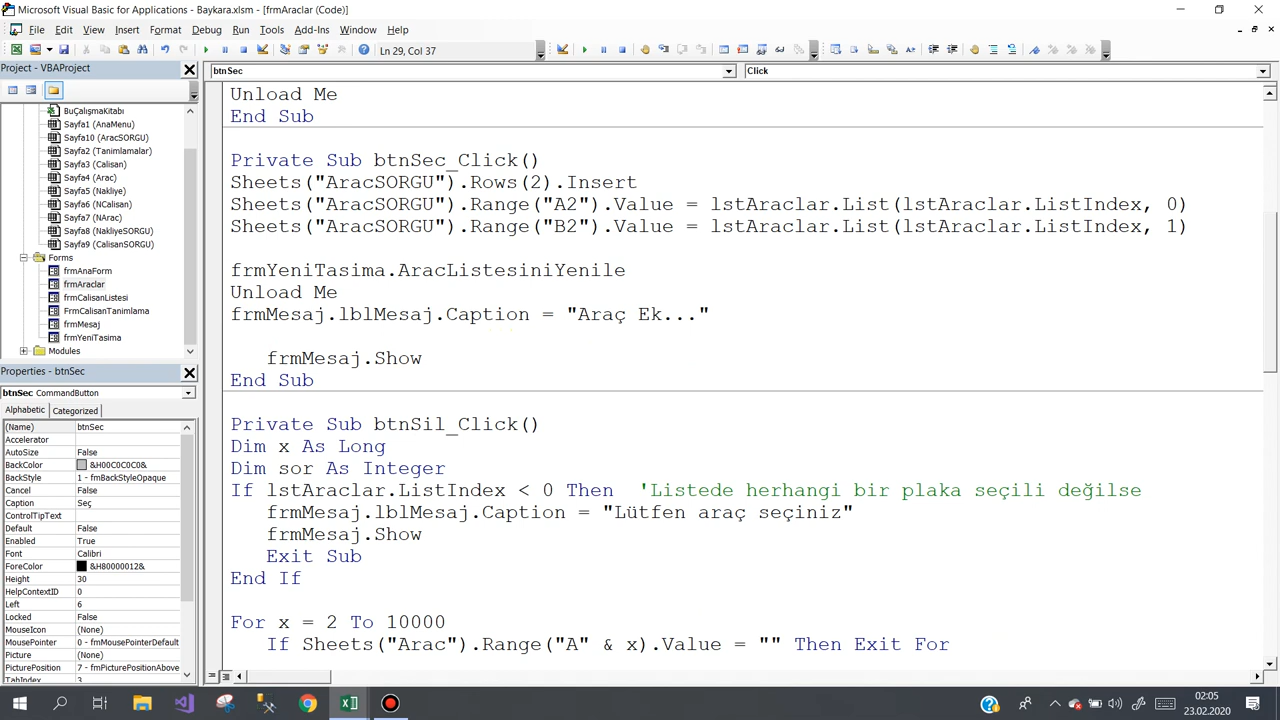 Microsoft Visual Basic for Applications - Baykara.xlsm - [frmAraclar (Code)]
File Edit View Insert Format Debug Run Tools Add-Ins Window Help
Ln 29, Col 37
Project - VBAProject
btnSec
Click
BuÇalışmaKitabı
Sayfa1 (AnaMenu)
Sayfa10 (AracSORGU)
Sayfa2 (Tanimlamalar)
Sayfa3 (Calisan)
Sayfa4 (Arac)
Sayfa5 (Nakliye)
Sayfa6 (NCalisan)
Sayfa7 (NArac)
Sayfa8 (NakliyeSORGU)
Sayfa9 (CalisanSORGU)
Forms
frmAnaForm
frmAraclar
frmCalisanListesi
frmCalisanTanimlama
frmMesaj
frmYeniTasima
Modules
Properties - btnSec
btnSec CommandButton
Alphabetic Categorized
(Name) btnSec
Accelerator
AutoSize False
BackColor &H00C0C0C0&
BackStyle 1 - fmBackStyleOpaque
Cancel False
Caption Seç
ControlTipText
Default False
Enabled True
Font Calibri
ForeColor &H80000012&
Height 30
HelpContextID 0
Left 6
Locked False
MouseIcon (None)
MousePointer 0 - fmMousePointerDefault
Picture (None)
PicturePosition 7 - fmPicturePositionAbove
TabIndex 3
Unload Me
End Sub
Private Sub btnSec_Click()
Sheets("AracSORGU").Rows(2).Insert
Sheets("AracSORGU").Range("A2").Value = lstAraclar.List(lstAraclar.ListIndex, 0)
Sheets("AracSORGU").Range("B2").Value = lstAraclar.List(lstAraclar.ListIndex, 1)
frmYeniTasima.AracListesiniYenile
Unload Me
frmMesaj.lblMesaj.Caption = "Araç Ek..."
frmMesaj.Show
End Sub
Private Sub btnSil_Click()
Dim x As Long
Dim sor As Integer
If lstAraclar.ListIndex < 0 Then 'Listede herhangi bir plaka seçili değilse
frmMesaj.lblMesaj.Caption = "Lütfen araç seçiniz"
frmMesaj.Show
Exit Sub
End If
For x = 2 To 10000
If Sheets("Arac").Range("A" & x).Value = "" Then Exit For
02:05
23.02.2020